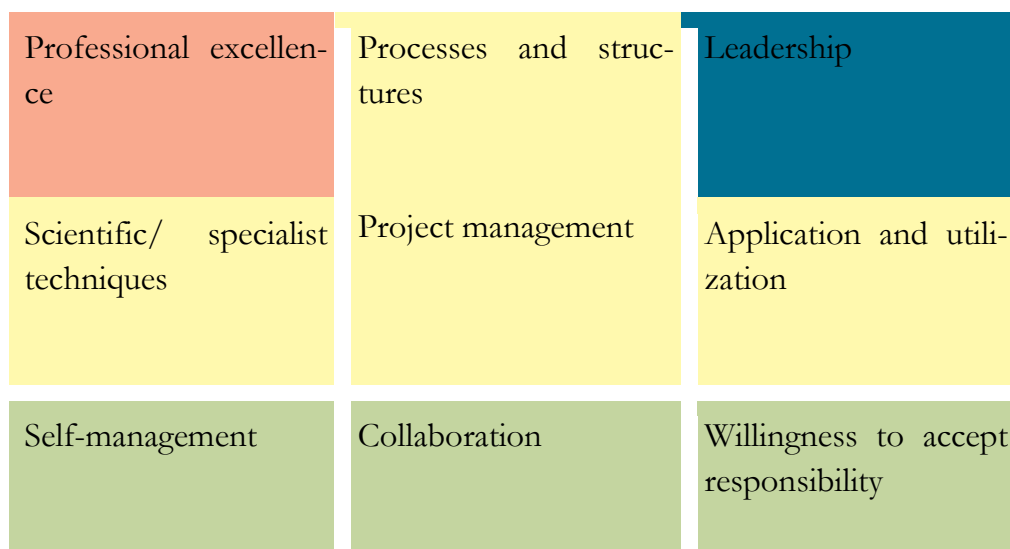 Professional excellen-
ce
Processes and struc-
tures
Leadership
Scientific/ specialist
techniques
Project management
Application and utili-
zation
Self-management
Collaboration
Willingness to accept
responsibility